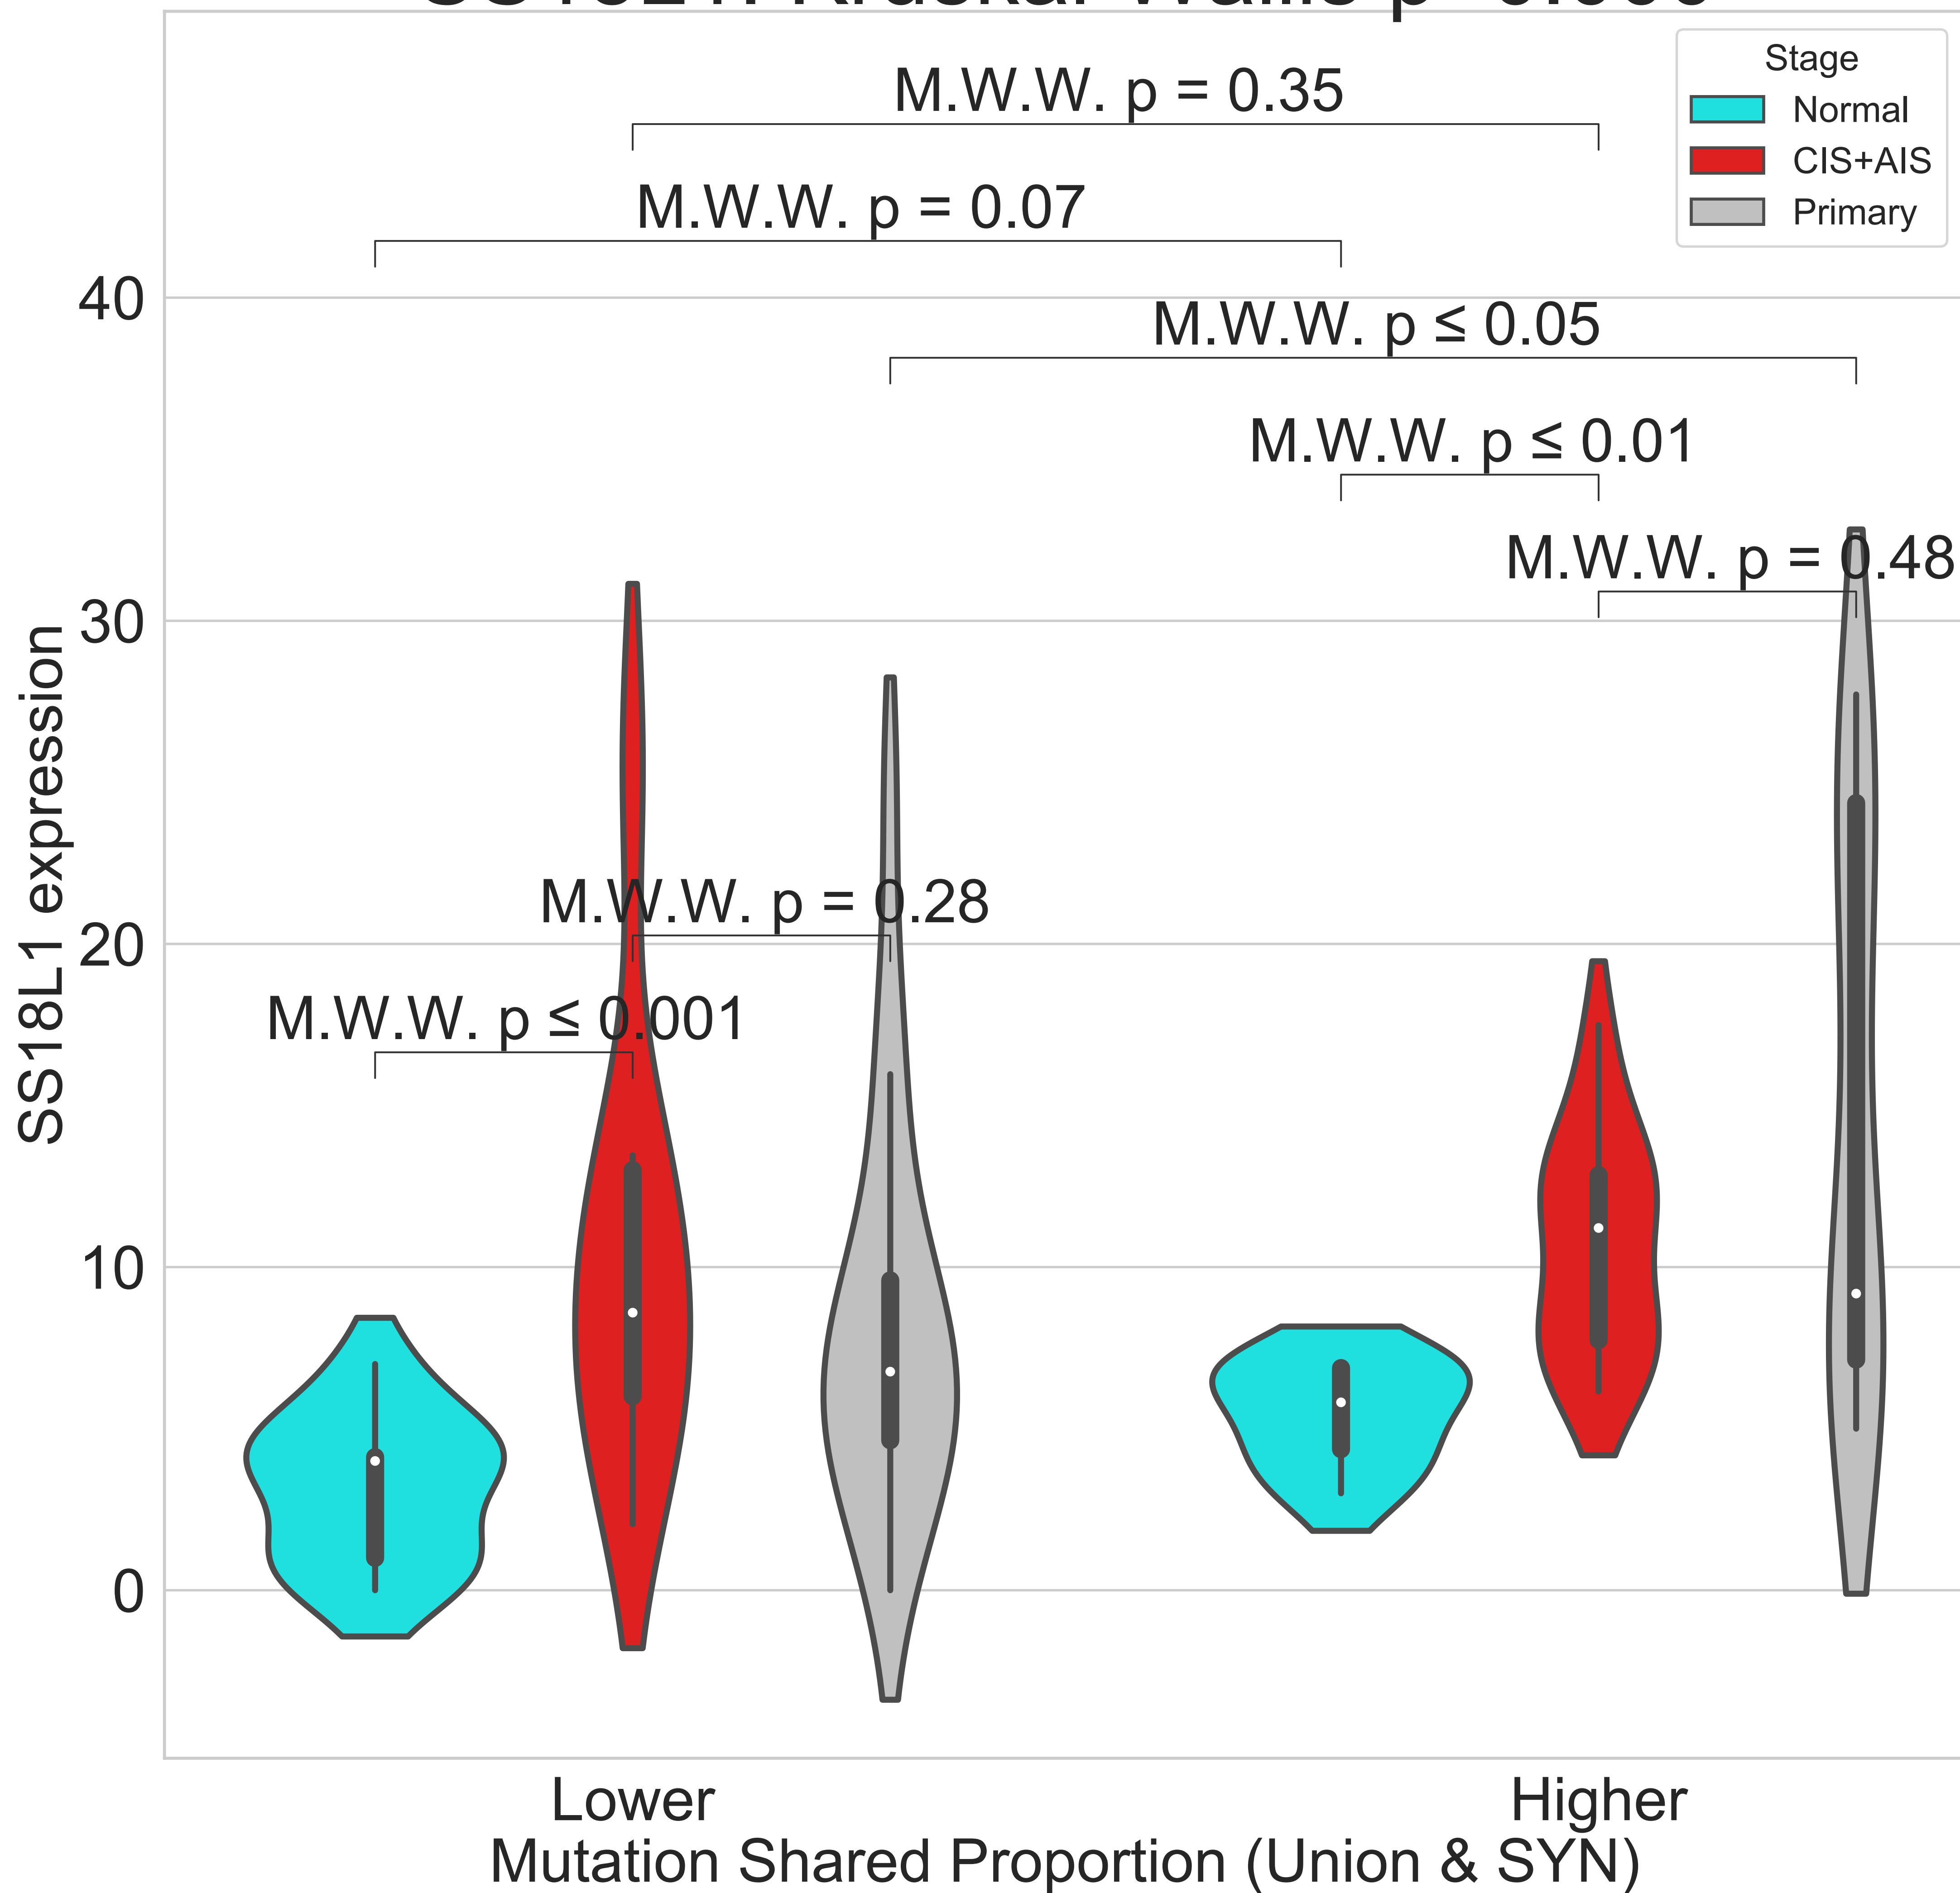 M.W.W. p = 0.35
M.W.W. p = 0.07
M.W.W. p ≤ 0.05
M.W.W. p ≤ 0.01
M.W.W. p = 0.48
M.W.W. p = 0.28
M.W.W. p ≤ 0.001
Stage
Normal
CIS+AIS
Primary
SS18L1 expression
40
30
20
10
0
Lower
Higher
Mutation Shared Proportion (Union & SYN)